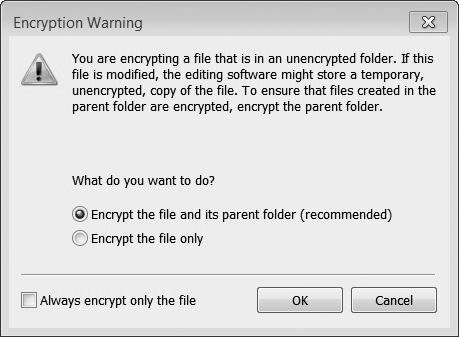 Encryption Warning
You are encrypting a file that is in an unencrypted folder. If this
file is modified, the editing software might store a temporary,
unencrypted, copy of the file. To ensure that files created in the
parent folder are encrypted, encrypt the parent folder.
What do you want to do?
Encrypt the file and its parent folder (recommended)
Encrypt the file only
Always encrypt only the file
OK
Cancel